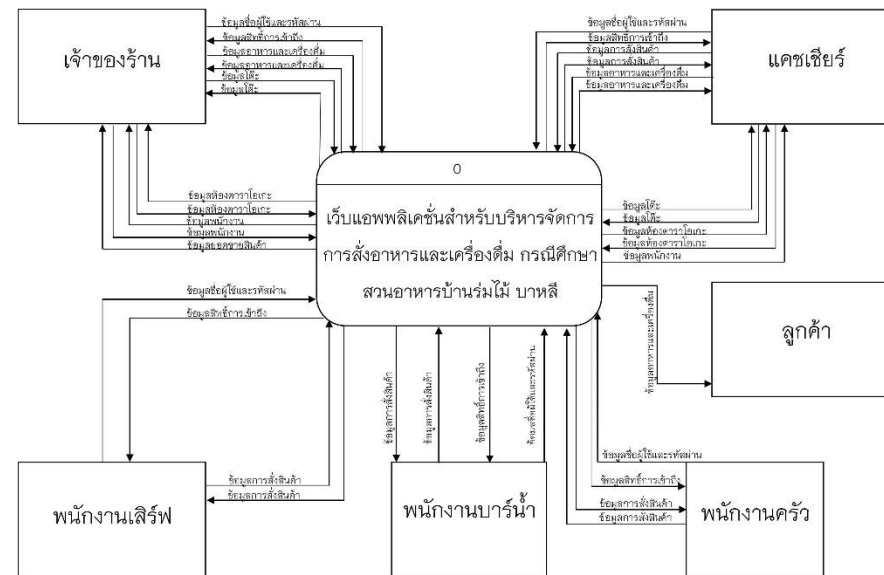 ข้อมูลชื่อผู้ใช้และรหัสผ่าน
ข้อมูลสิทธิ์การเข้าถึง
ข้อมูลอาหารและเครื่องดื่ม
ข้อมูลอาหารและเครื่องดื่ม
ข้อมูลโต๊ะ
ข้อมูลโต๊ะ
เจ้าของร้าน
ข้อมูลชื่อผู้ใช้และรหัสผ่าน
ข้อมูลสิทธิ์การเข้าถึง
ข้อมูลการสั่งสินค้า
ข้อมูลการสั่งสินค้า
ข้อมูลอาหารและเครื่องดื่ม
ข้อมูลอาหารและเครื่องดื่ม
แคชเชียร์
0
เว็บแอพพลิเคชั่นสำหรับบริหารจัดการ
การสั่งอาหารและเครื่องดื่ม กรณีศึกษา
สวนอาหารบ้านร่มไม้ บาหลี
ข้อมูลห้องคาราโอเกะ
ข้อมูลห้องคาราโอเกะ
ข้อมูลพนักงาน
ข้อมูลพนักงาน
ข้อมูลยอดขายสินค้า
ข้อมูลโต๊ะ
ข้อมูลโต๊ะ
ข้อมูลห้องคาราโอเกะ
ข้อมูลห้องคาราโอเกะ
ข้อมูลพนักงาน
ข้อมูลชื่อผู้ใช้และรหัสผ่าน
ข้อมูลสิทธิ์การเข้าถึง
ข้อมูลอาหารและเครื่องดื่ม
ลูกค้า
ข้อมูลการสั่งสินค้า
ข้อมูลการสั่งสินค้า
ข้อมูลสิทธิ์การเข้าถึง
ข้อมูลชื่อผู้ใช้และรหัสผ่าน
ข้อมูลชื่อผู้ใช้และรหัสผ่าน
ข้อมูลสิทธิ์การเข้าถึง
ข้อมูลการสั่งสินค้า
ข้อมูลการสั่งสินค้า
ข้อมูลการสั่งสินค้า
ข้อมูลการสั่งสินค้า
พนักงานเสิร์ฟ
พนักงานบาร์น้ำ
พนักงานครัว